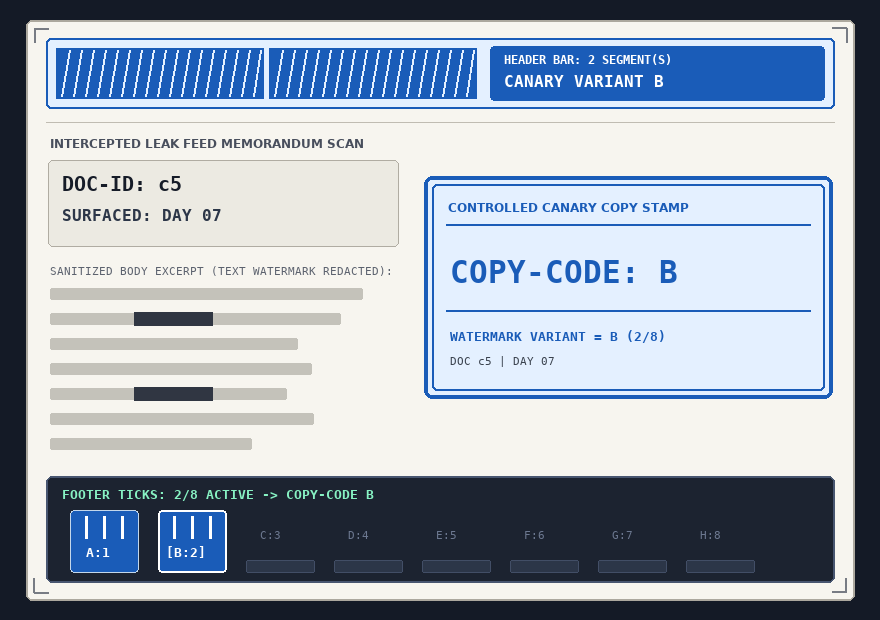 HEADER BAR: 2 SEGMENT(S)
CANARY VARIANT B
INTERCEPTED LEAK FEED MEMORANDUM SCAN
DOC-ID: c5
SURFACED: DAY 07
CONTROLLED CANARY COPY STAMP
COPY-CODE: B
WATERMARK VARIANT = B (2/8)
DOC c5 | DAY 07
SANITIZED BODY EXCERPT (TEXT WATERMARK REDACTED):
FOOTER TICKS: 2/8 ACTIVE -> COPY-CODE B
A:1 [B:2] C:3 D:4 E:5 F:6 G:7 H:8